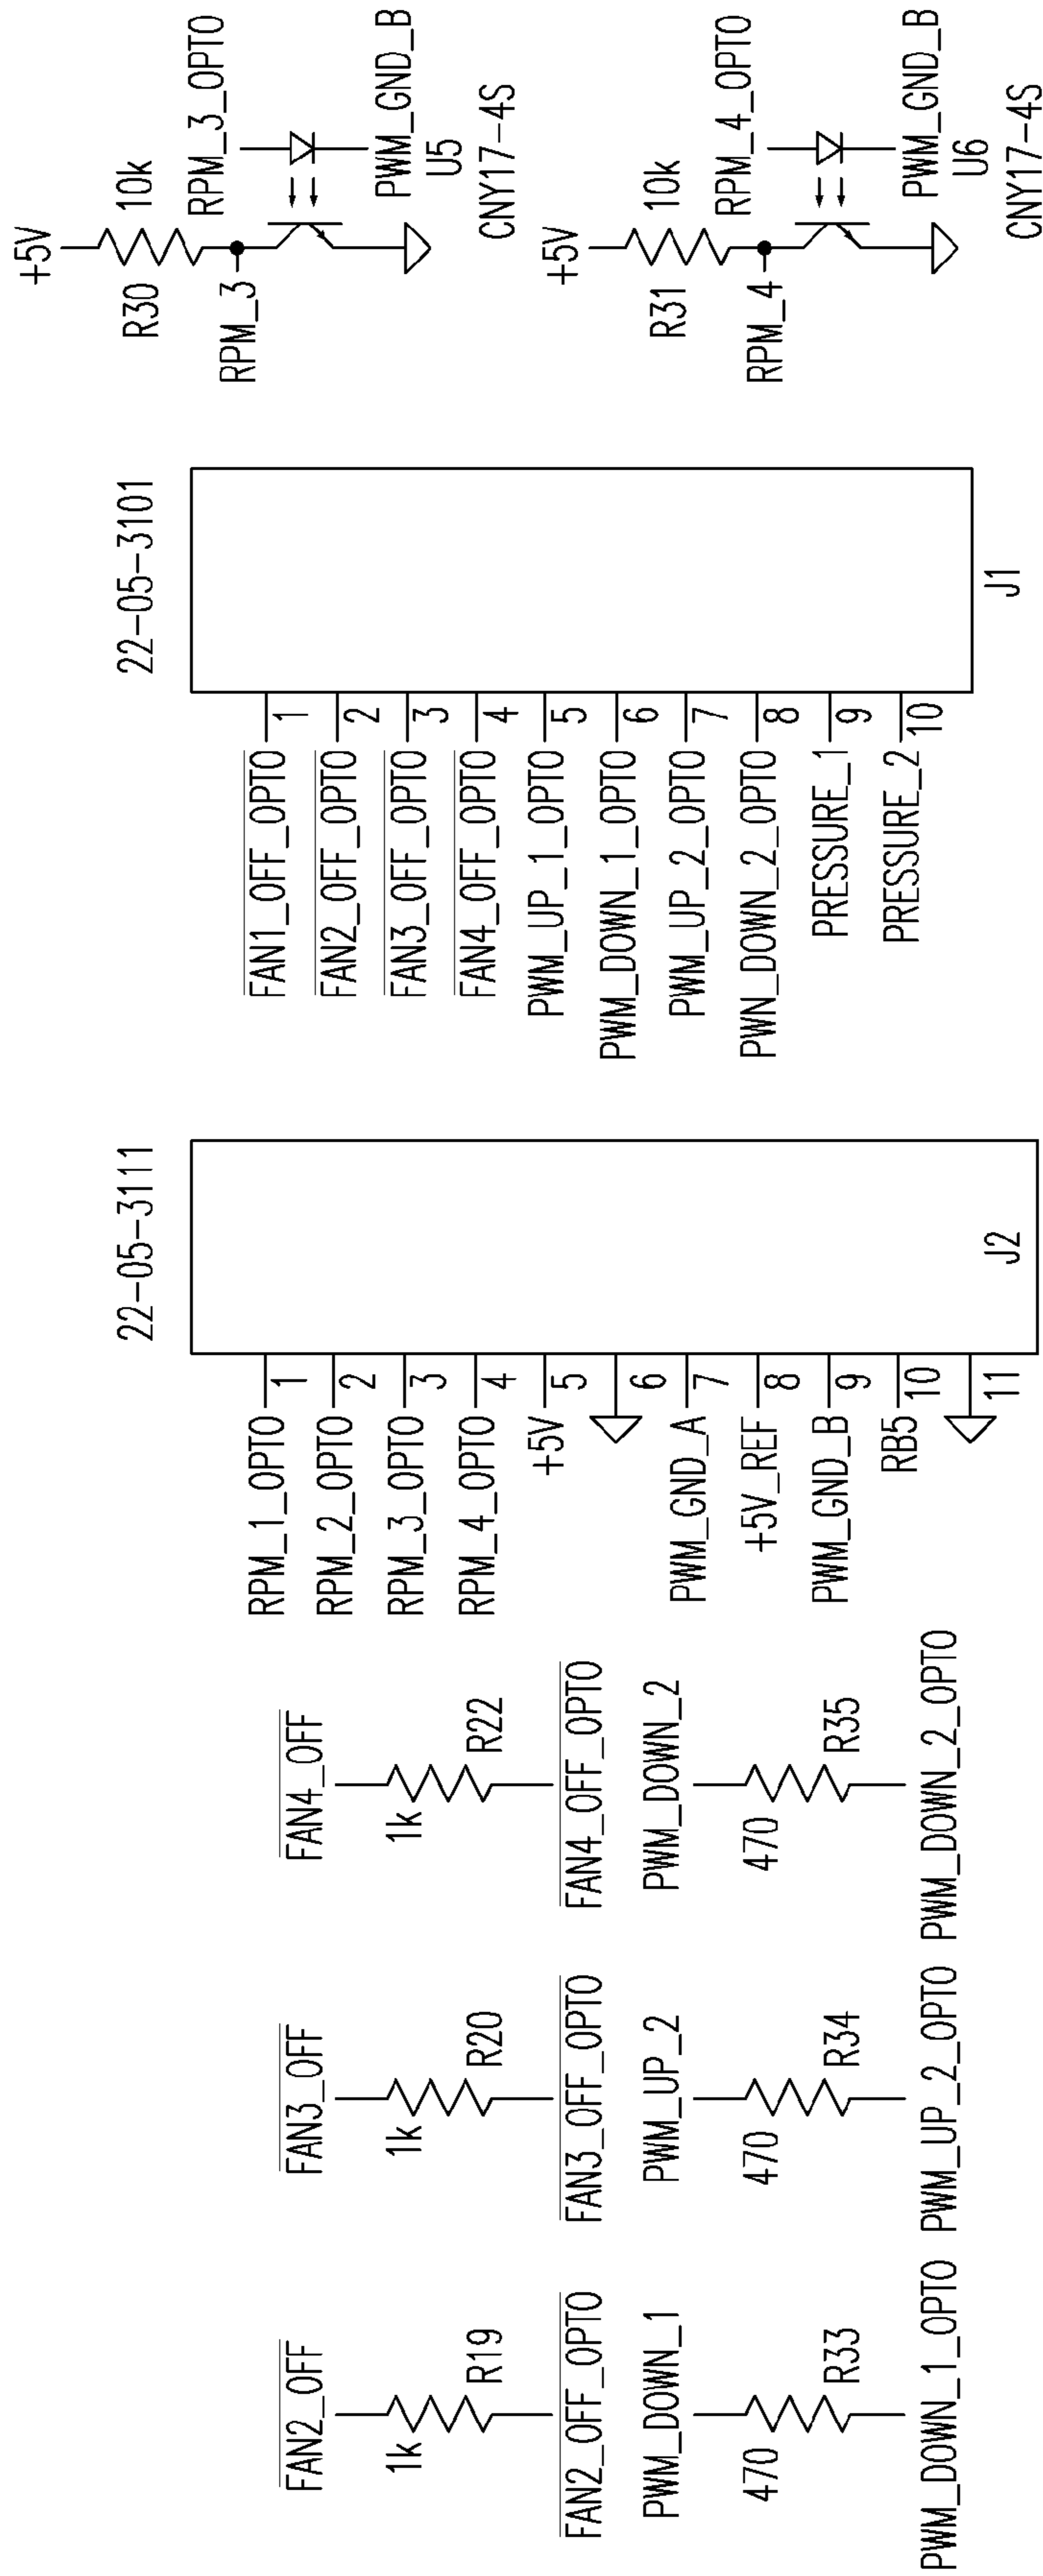 +5V
R30
10k
RPM_3
RPM_3_OPTO
PWM_GND_B
U5
CNY17-4S
+5V
R31
10k
RPM_4
RPM_4_OPTO
PWM_GND_B
U6
CNY17-4S
22-05-3101
FAN1_OFF_OPTO 1
FAN2_OFF_OPTO 2
FAN3_OFF_OPTO 3
FAN4_OFF_OPTO 4
PWM_UP_1_OPTO 5
PWM_DOWN_1_OPTO 6
PWM_UP_2_OPTO 7
PWN_DOWN_2_OPTO 8
PRESSURE_1 9
PRESSURE_2 10
J1
22-05-3111
RPM_1_OPTO 1
RPM_2_OPTO 2
RPM_3_OPTO 3
RPM_4_OPTO 4
+5V 5
6
PWM_GND_A 7
+5V_REF 8
PWM_GND_B 9
RB5 10
11
J2
FAN4_OFF
1k
R22
FAN4_OFF_OPTO
PWM_DOWN_2
470
R35
PWM_DOWN_2_OPTO
FAN3_OFF
1k
R20
FAN3_OFF_OPTO
PWM_UP_2
470
R34
PWM_UP_2_OPTO
FAN2_OFF
1k
R19
FAN2_OFF_OPTO
PWM_DOWN_1
470
R33
PWM_DOWN_1_OPTO